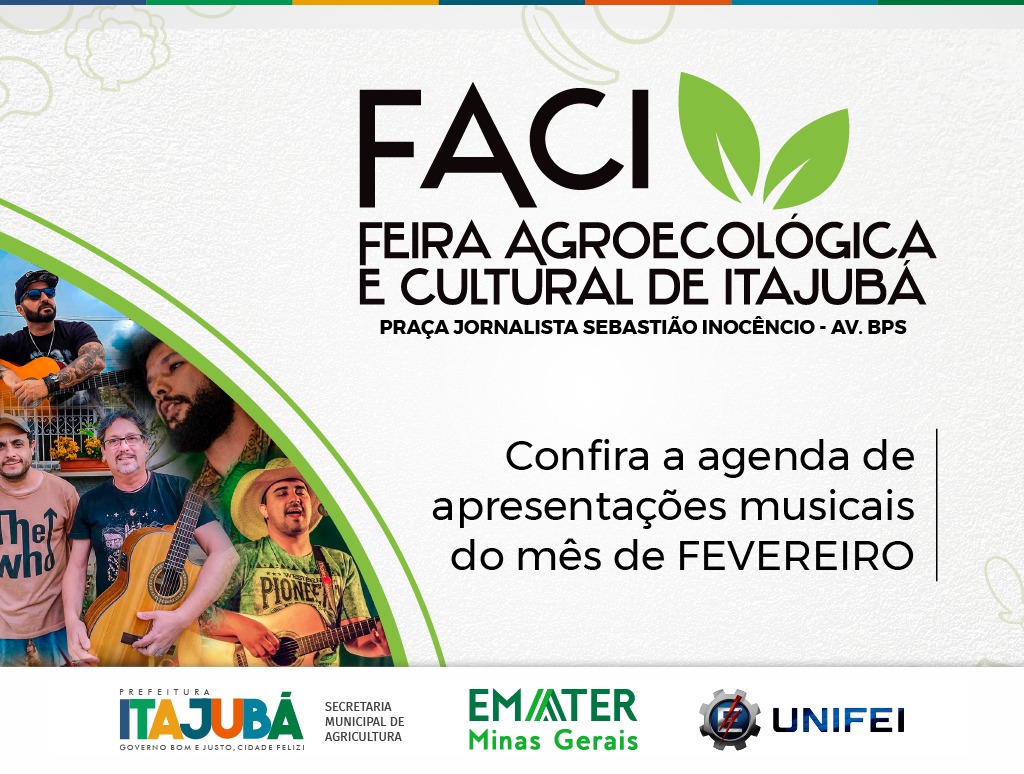 FACI
FEIRA AGROECOLÓGICA
E CULTURAL DE ITAJUBÁ
PRAÇA JORNALISTA SEBASTIÃO INOCÊNCIO - AV. BPS
Confira a agenda de
apresentações musicais
do mês de FEVEREIRO
The
who
PIONEE
PREFEITURA
ITAJUBÁ
GOVERNO BOM E JUSTO, CIDADE FELIZ!
SECRETARIA
MUNICIPAL DE
AGRICULTURA
EMATER
Minas Gerais
UNIFEI